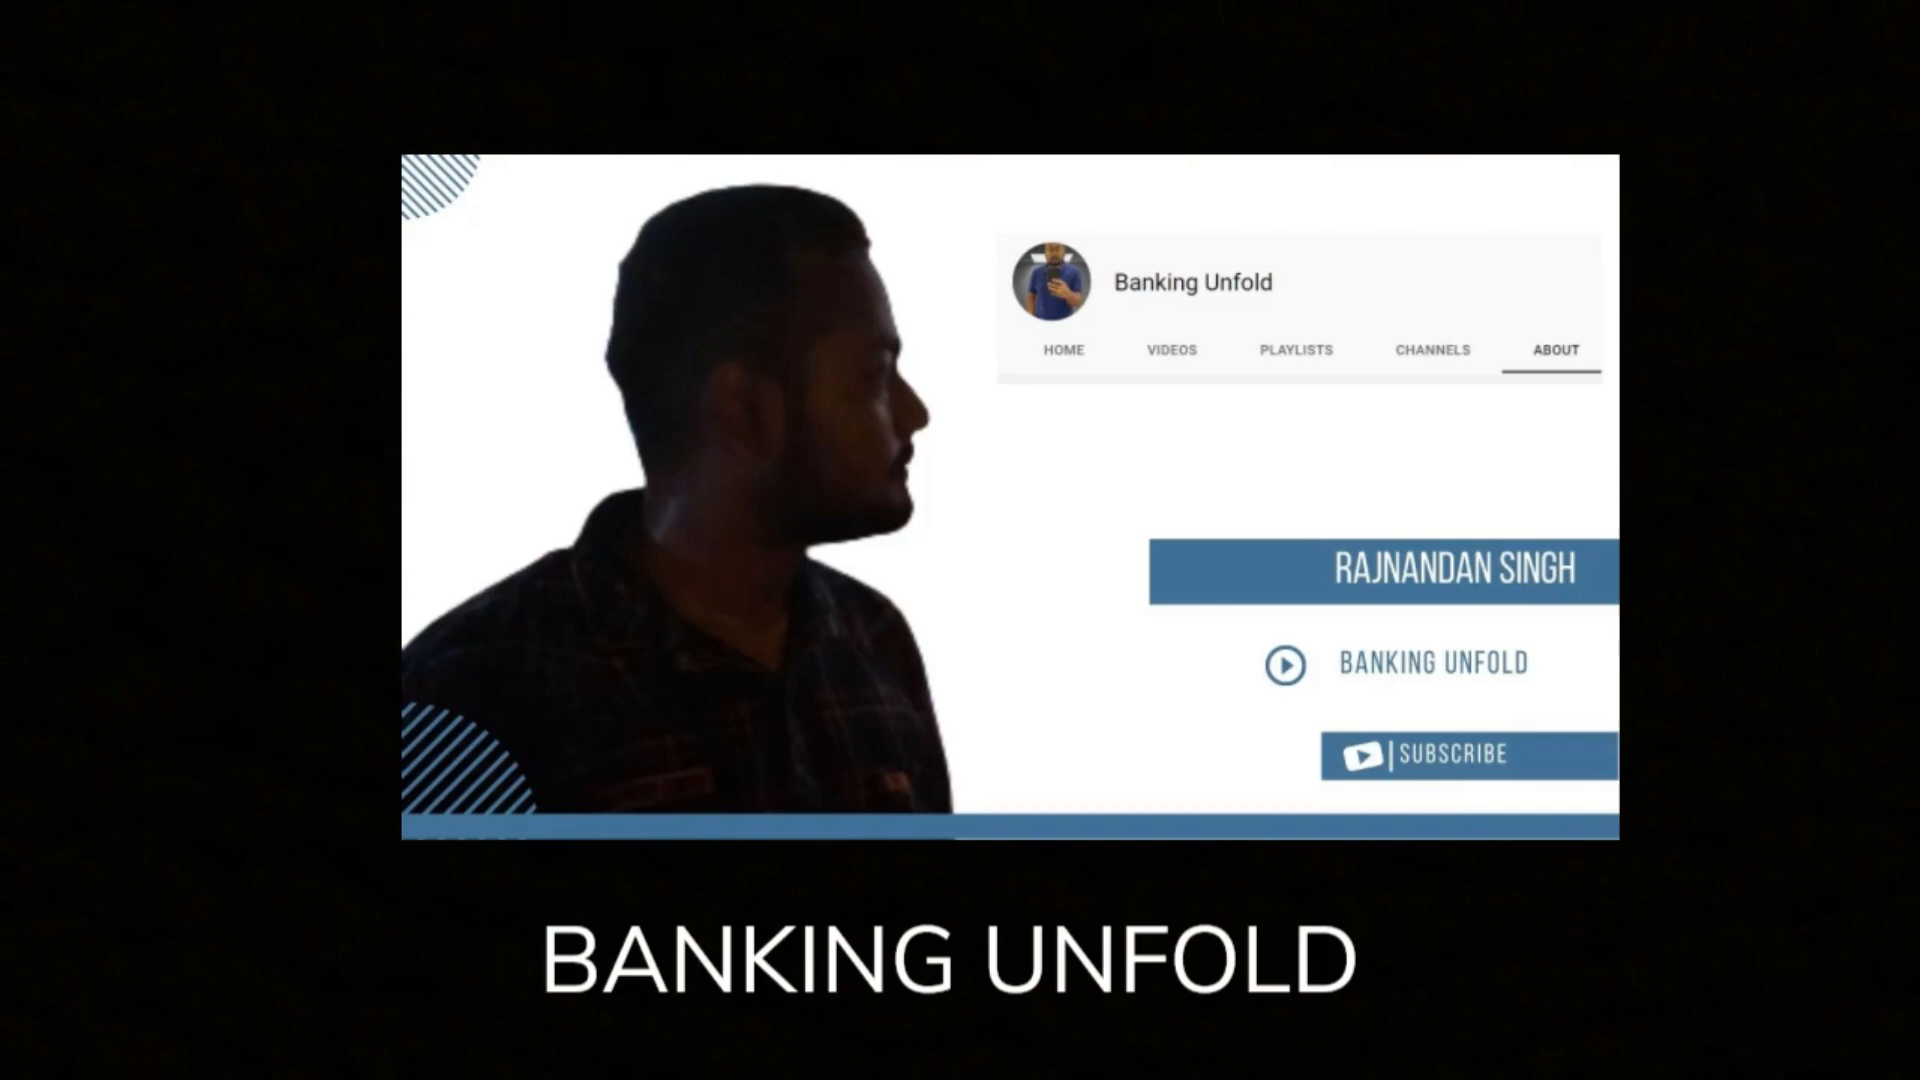 Banking Unfold
HOME VIDEOS PLAYLISTS CHANNELS ABOUT
RAJNANDAN SINGH
BANKING UNFOLD
SUBSCRIBE
BANKING UNFOLD